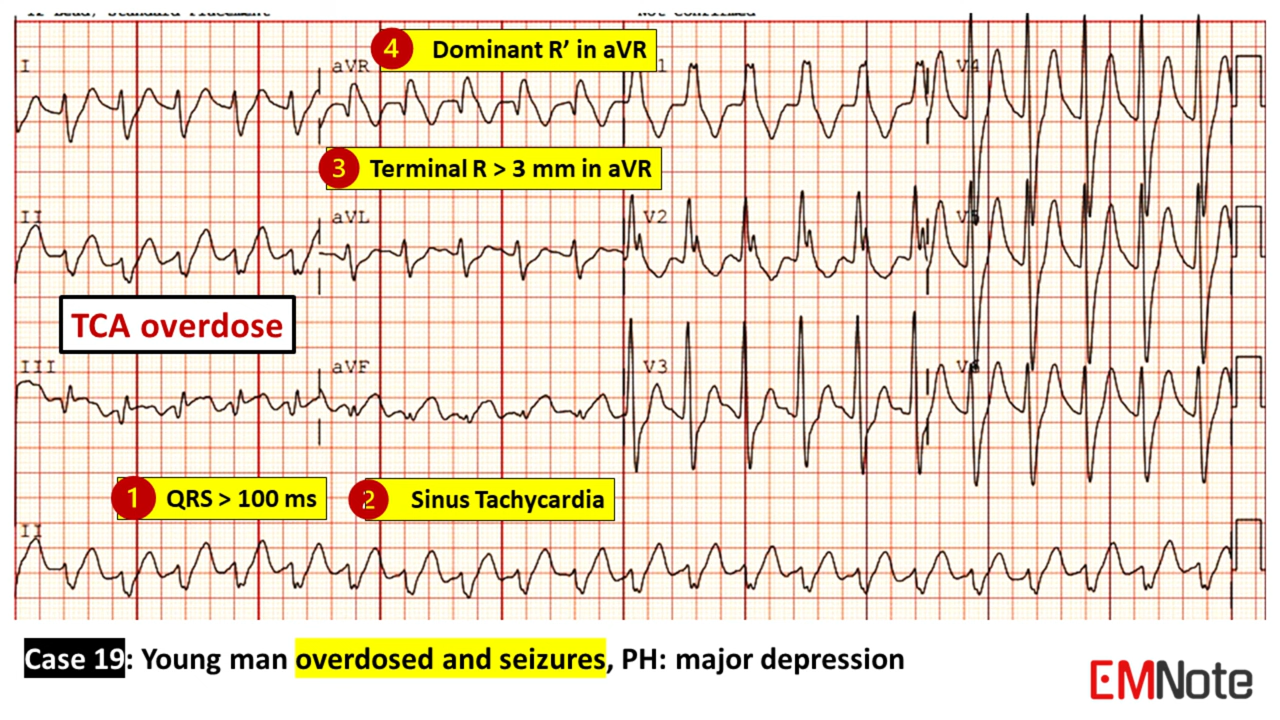 I
aVR
4 Dominant R’ in aVR
1
V4
3 Terminal R > 3 mm in aVR
II
aVL
V2
V5
TCA overdose
III
aVF
V3
V6
1 QRS > 100 ms
2 Sinus Tachycardia
II
Case 19: Young man overdosed and seizures, PH: major depression
EMNote